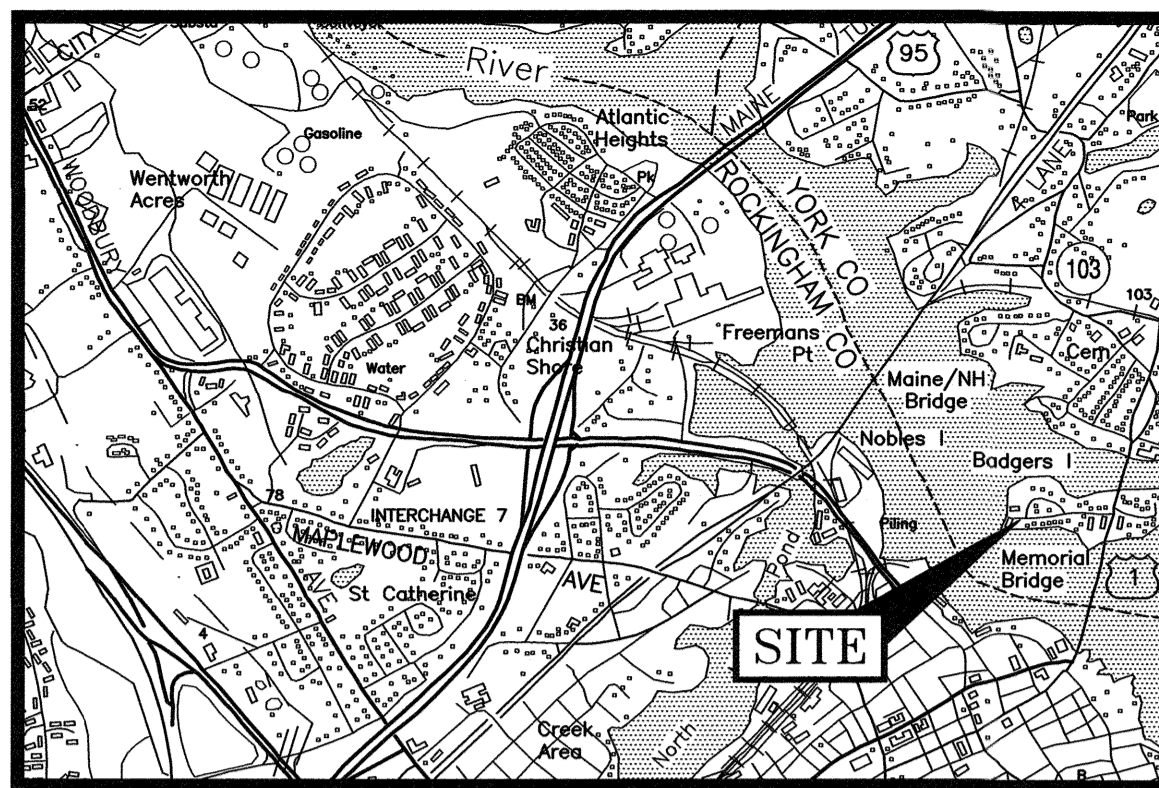 CITY
River
95
MAINE
52
Gasoline
Atlantic
Heights
Park
WOODBURY
Wentworth
Acres
Pk
LANE
ROCKINGHAM CO
YORK CO
103
103
BM
36
Christian
Shore
Freemans
Pt
Water
Cem
Maine/NH
Bridge
Nobles I
Badgers I
78
INTERCHANGE 7
MAPLEWOOD
AVE
AVE
St Catherine
Piling
Pond
Memorial
Bridge
1
4
SITE
Creek
Area
North
B